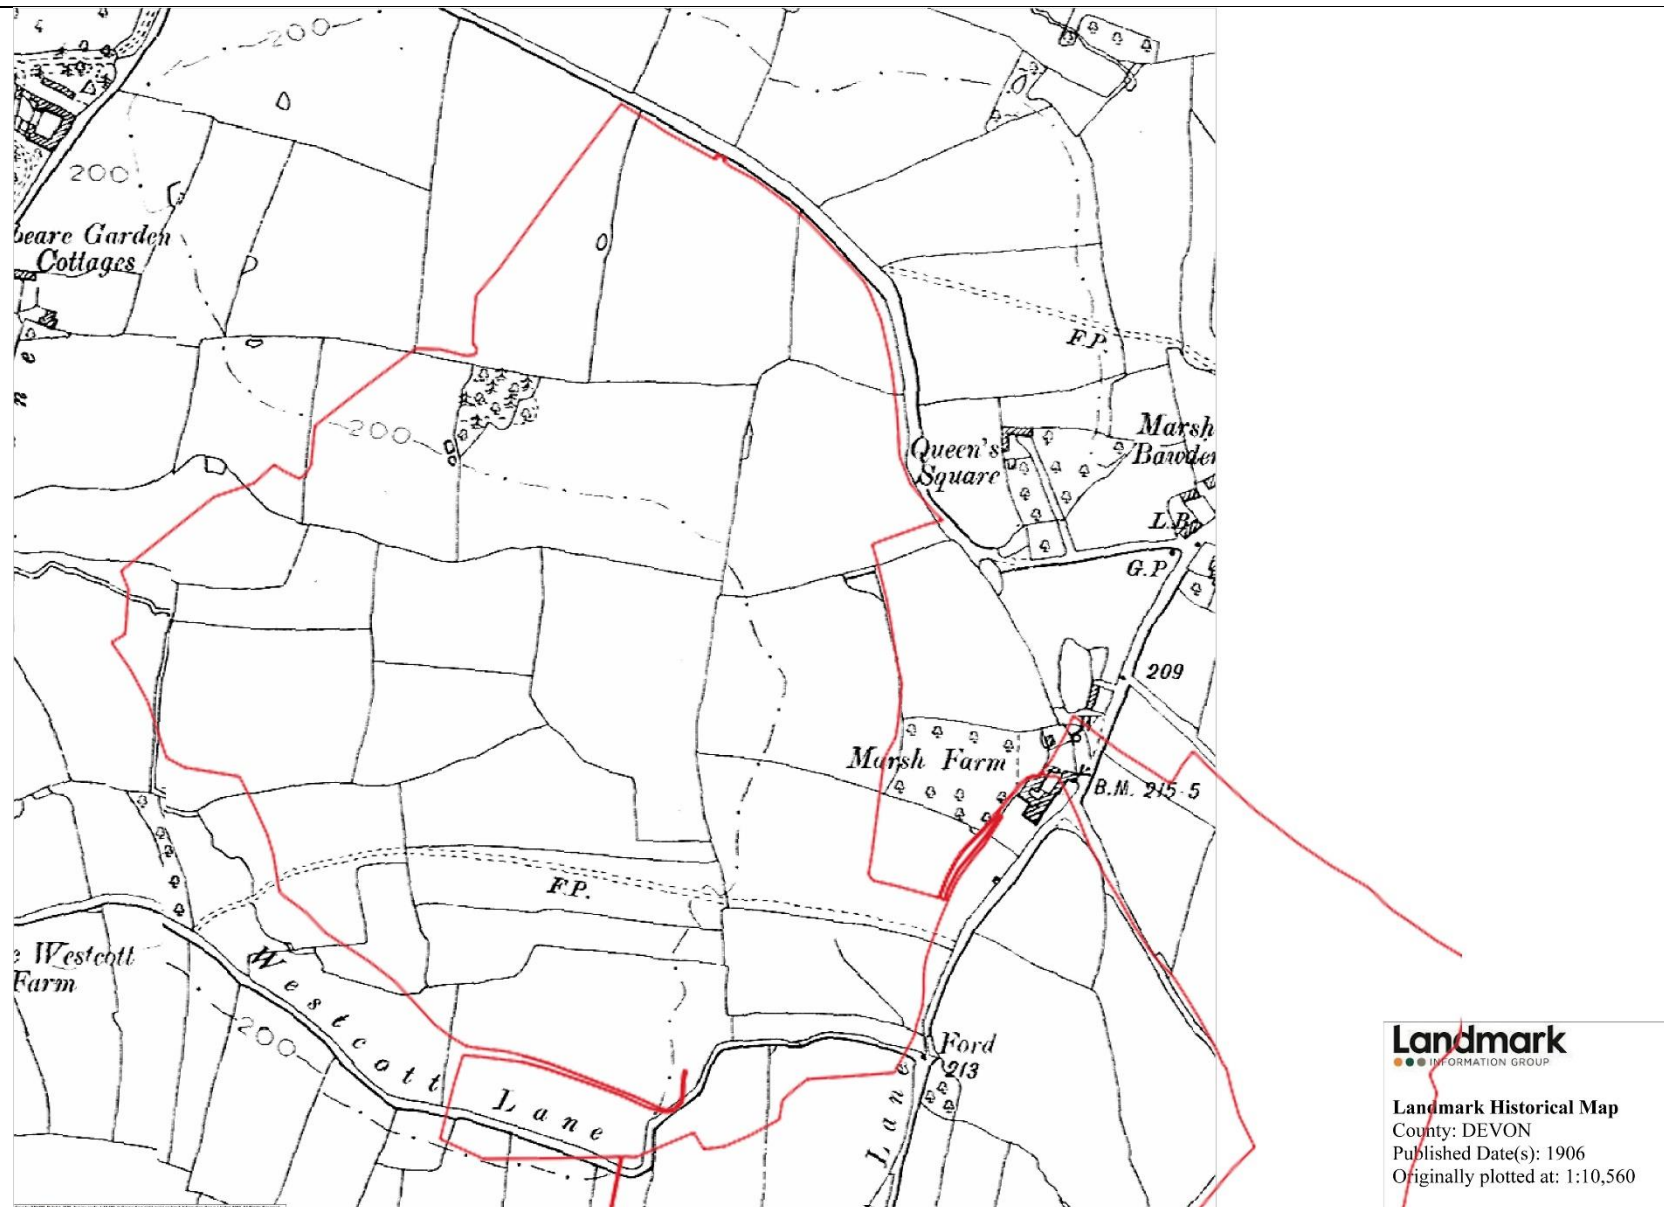 4
200
200
beare Garden
Cottages
200
F.P.
Queen's
Square
Marsh
Bawden
L.B.
G.P.
209
W
Marsh Farm
B.M. 215.5
F.P.
Westcott
Farm
Westcott Lane
200
Ford
213
Lane
Landmark
INFORMATION GROUP
Landmark Historical Map
County: DEVON
Published Date(s): 1906
Originally plotted at: 1:10,560